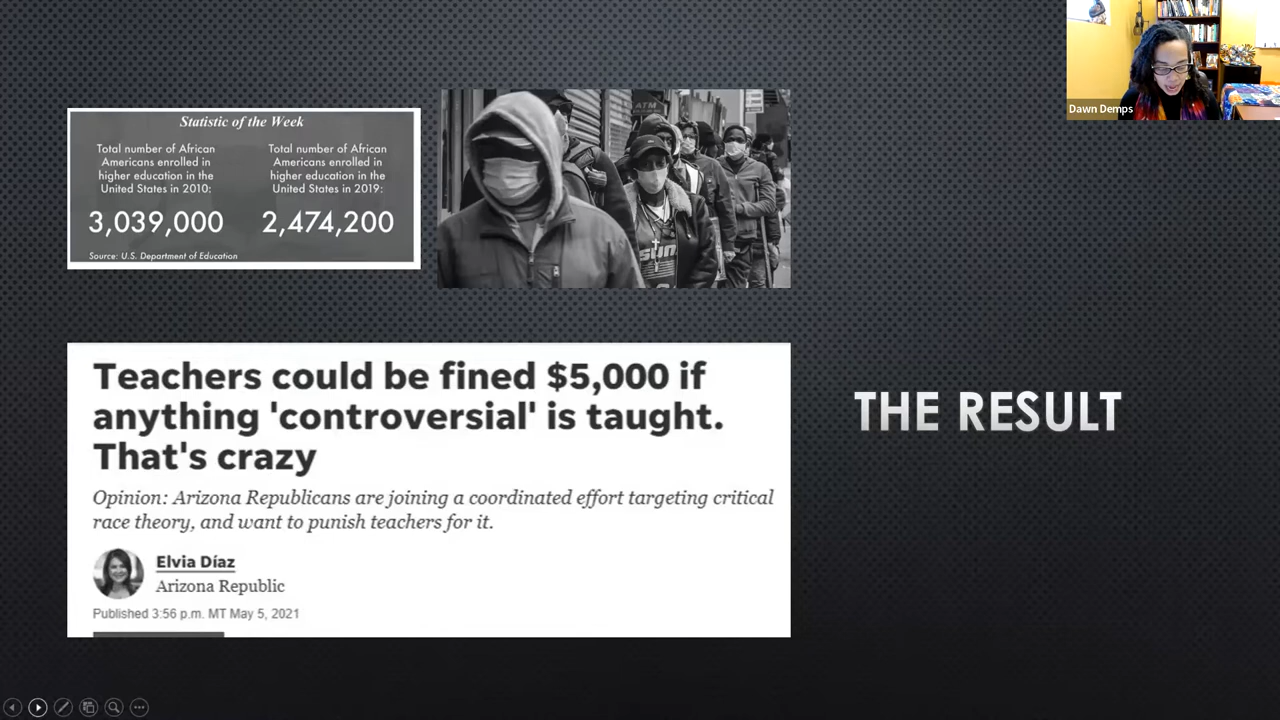 Statistic of the Week
Total number of African
Americans enrolled in
higher education in the
United States in 2010:
3,039,000
Total number of African
Americans enrolled in
higher education in the
United States in 2019:
2,474,200
Source: U.S. Department of Education
ATM
SUNS
Dawn Demps
Teachers could be fined $5,000 if
anything 'controversial' is taught.
That's crazy
Opinion: Arizona Republicans are joining a coordinated effort targeting critical
race theory, and want to punish teachers for it.
Elvia Díaz
Arizona Republic
Published 3:56 p.m. MT May 5, 2021
THE RESULT